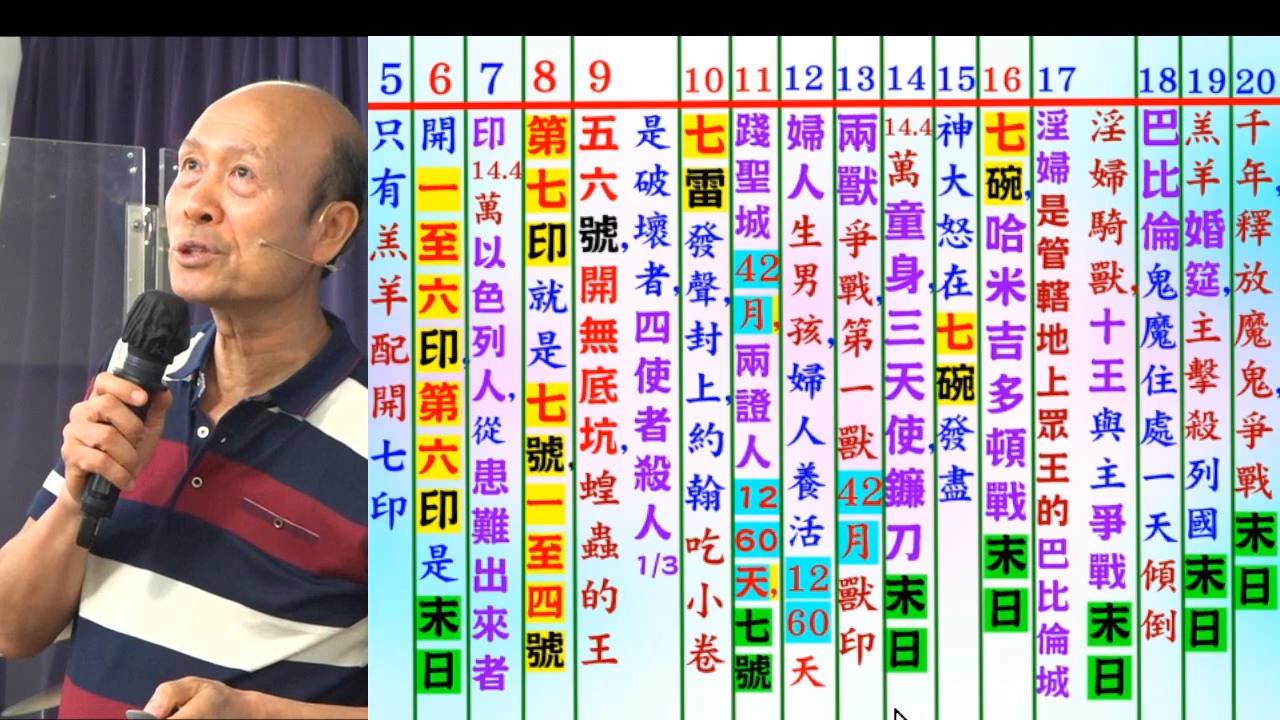 5
只有羔羊配開七印
6
開一至六印,第六印是末日
7
印14.4萬以色列人,從患難出來者
8
第七印就是七號,一至四號
9
五六號,開無底坑,蝗蟲的王
是破壞者,四使者殺人1/3
10
七雷發聲,封上,約翰吃小卷
11
踐聖城42月,兩證人1260天,七號
12
婦人生男孩,婦人養活1260天
13
兩獸爭戰,第一獸42月獸印
14
14.4萬童身,三天使,鐮刀末日
15
神大怒在七碗發盡
16
七碗,哈米吉多頓戰末日
17
淫婦是管轄地上眾王的巴比倫城
淫婦騎獸,十王與主爭戰末日
18
巴比倫鬼魔住處一天傾倒
19
羔羊婚筵,主擊殺列國末日
20
千年,釋放魔鬼,爭戰末日